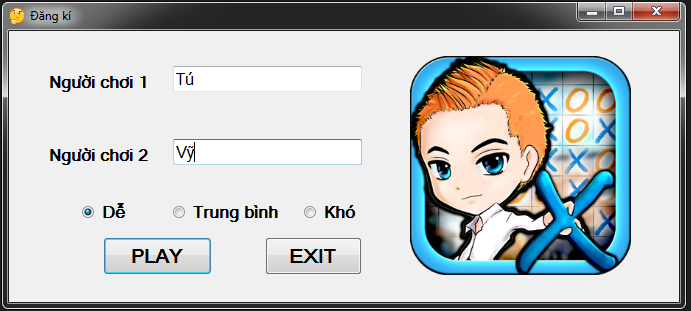 Đăng kí
Người chơi 1
Tú
Người chơi 2
Vỹ
Dễ Trung bình Khó
PLAY EXIT